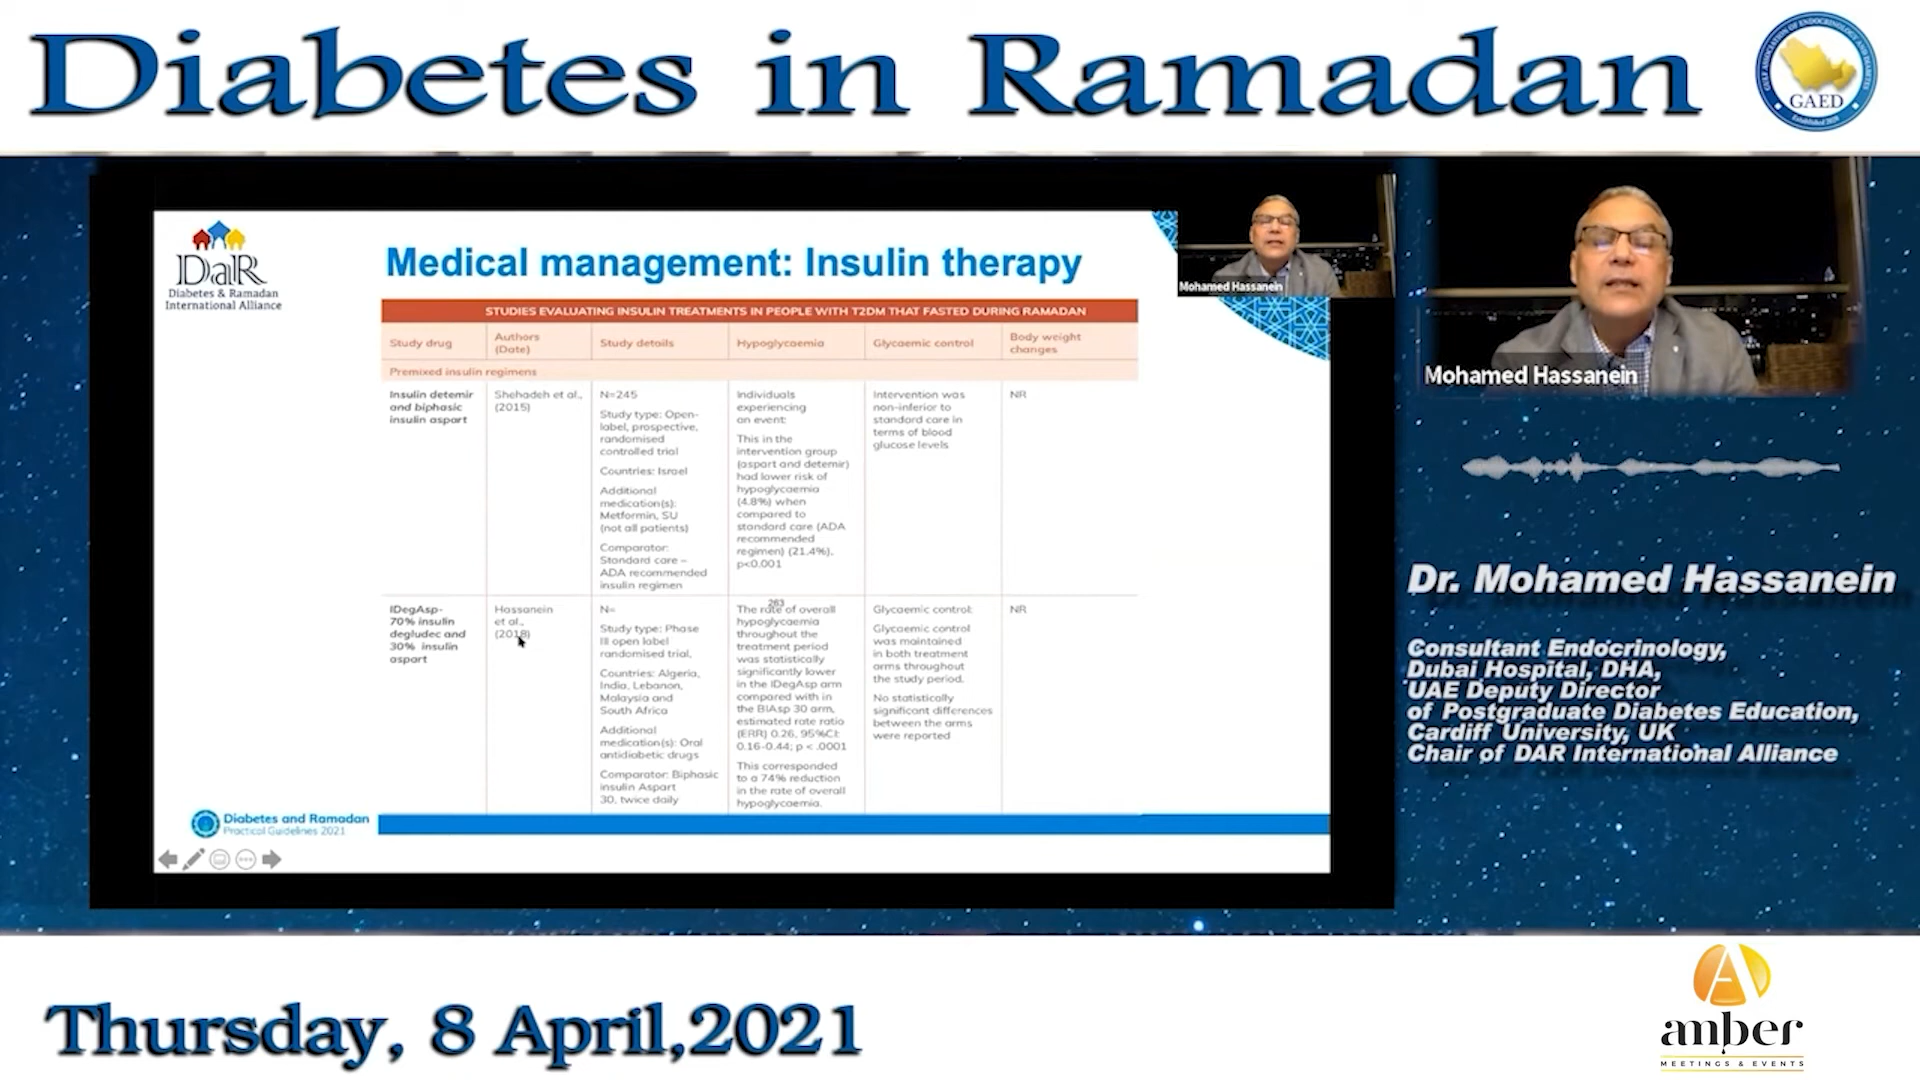 Diabetes in Ramadan
GAED
DaR
Diabetes & Ramadan
International Alliance
Medical management: Insulin therapy
Mohamed Hassanein
Mohamed Hassanein
STUDIES EVALUATING INSULIN TREATMENTS IN PEOPLE WITH T2DM THAT FASTED DURING RAMADAN
Study drug
Authors
(Date)
Study details
Hypoglycaemia
Glycaemic control
Body weight
changes
Premixed insulin regimens
Insulin detemir
and biphasic
insulin aspart
Shehadeh et al.,
(2015)
N=245
Study type: Open-
label, prospective,
randomised
controlled trial
Countries: Israel
Additional
medication(s):
Metformin, SU
(not all patients)
Comparator:
Standard care –
ADA recommended
insulin regimen
Individuals
experiencing
an event:
This in the
intervention group
(aspart and detemir)
had lower risk of
hypoglycaemia
(4.8%) when
compared to
standard care (ADA
recommended
regimen) (21.4%),
p<0.001
Intervention was
non-inferior to
standard care in
terms of blood
glucose levels
NR
IDegAsp-
70% insulin
degludec and
30% insulin
aspart
Hassanein
et al.,
(2018)
N=
Study type: Phase
III open label
randomised trial,
Countries: Algeria,
India, Lebanon,
Malaysia and
South Africa
Additional
medication(s): Oral
antidiabetic drugs
Comparator: Biphasic
insulin Aspart
30, twice daily
263
The rate of overall
hypoglycaemia
throughout the
treatment period
was statistically
significantly lower
in the IDegAsp arm
compared with in
the BIAsp 30 arm,
estimated rate ratio
(ERR) 0.26, 95%CI:
0.16-0.44; p < .0001
This corresponded
to a 74% reduction
in the rate of overall
hypoglycaemia.
Glycaemic control:
Glycaemic control
was maintained
in both treatment
arms throughout
the study period.
No statistically
significant differences
between the arms
were reported
NR
Diabetes and Ramadan
Practical Guidelines 2021
Dr. Mohamed Hassanein
Consultant Endocrinology,
Dubai Hospital, DHA,
UAE Deputy Director
of Postgraduate Diabetes Education,
Cardiff University, UK
Chair of DAR International Alliance
Thursday, 8 April,2021
amber
MEETINGS & EVENTS